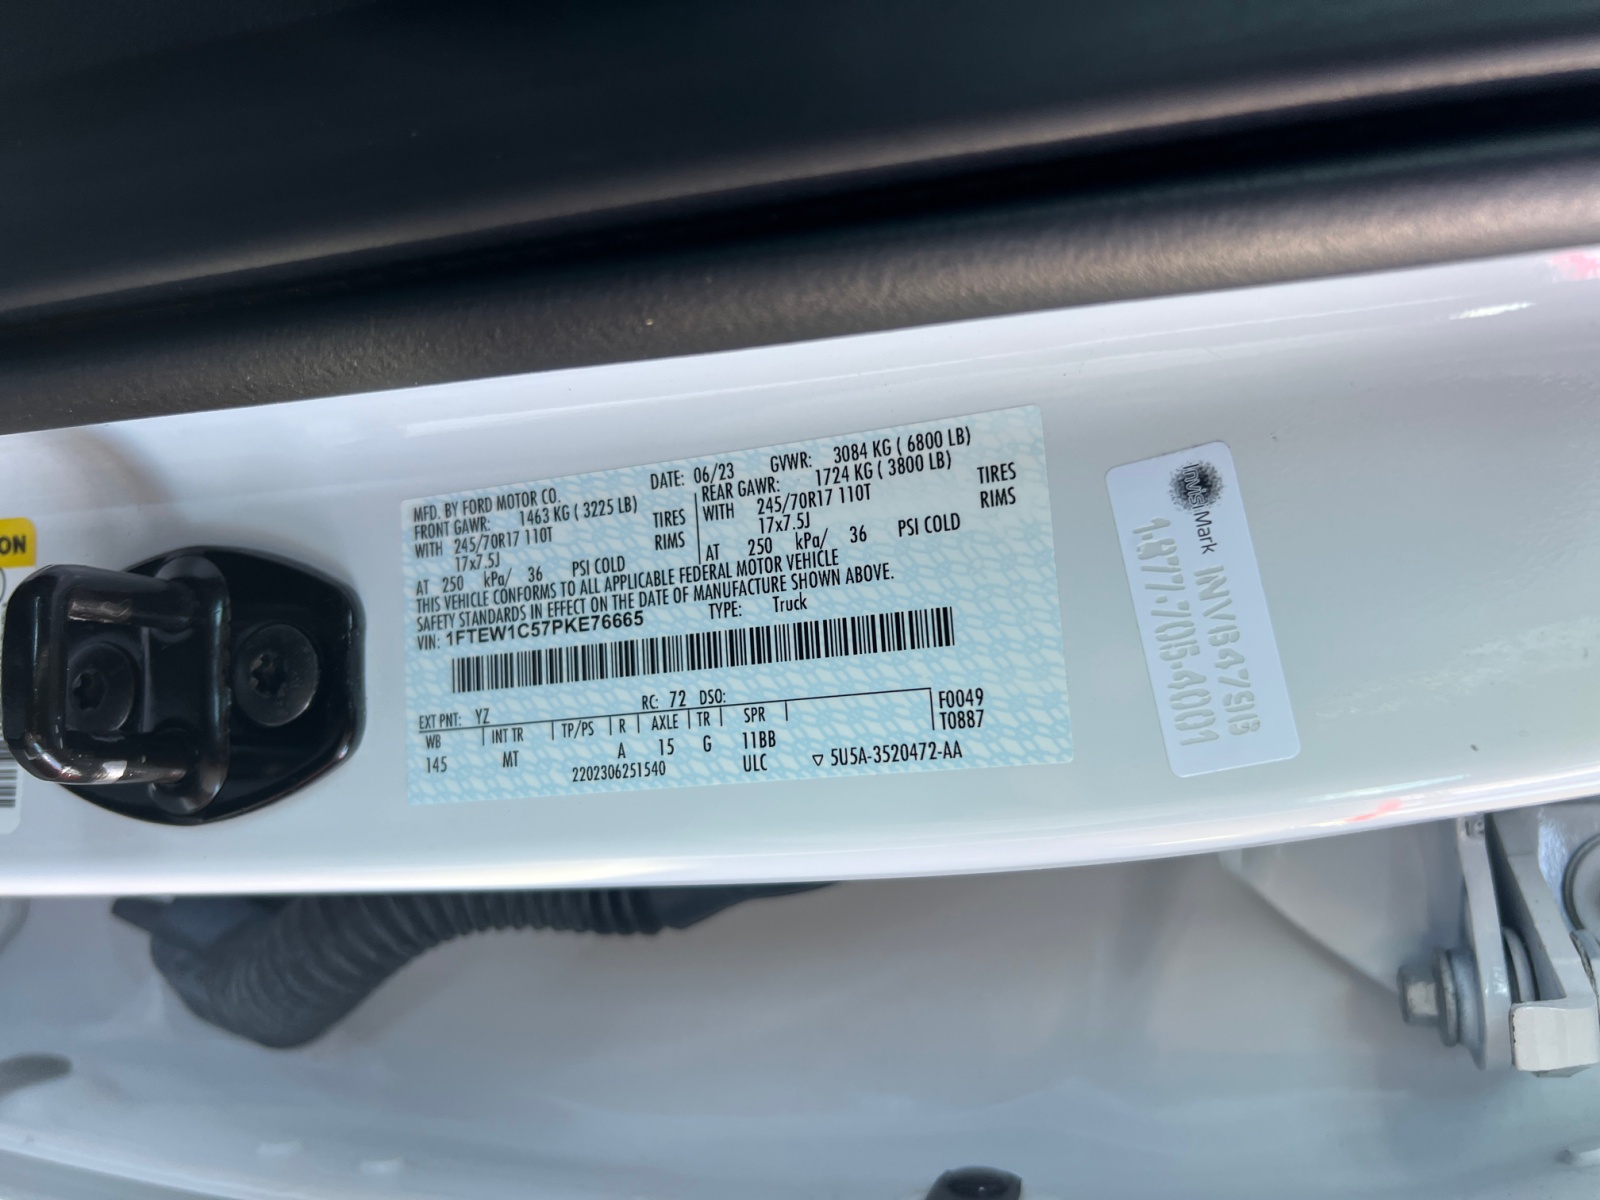 ON
MFD. BY FORD MOTOR CO. DATE: 06/23 GVWR: 3084 KG ( 6800 LB)
FRONT GAWR: 1463 KG ( 3225 LB) REAR GAWR: 1724 KG ( 3800 LB)
WITH 245/70R17 110T TIRES WITH 245/70R17 110T TIRES
17x7.5J RIMS 17x7.5J RIMS
AT 250 kPa/ 36 PSI COLD AT 250 kPa/ 36 PSI COLD
THIS VEHICLE CONFORMS TO ALL APPLICABLE FEDERAL MOTOR VEHICLE
SAFETY STANDARDS IN EFFECT ON THE DATE OF MANUFACTURE SHOWN ABOVE.
VIN: 1FTEW1C57PKE76665 TYPE: Truck
EXT PNT: YZ RC: 72 DSO: F0049
WB INT TR TP/PS R AXLE TR SPR T0887
145 MT A 15 G 11BB
2202306251540 ULC 5U5A-3520472-AA
InvisiMark INVB47913
1.877.705.4001